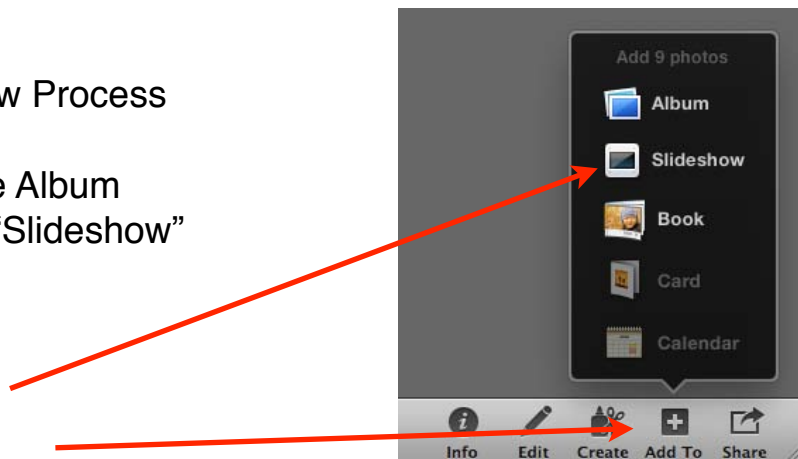 w Process
e Album
“Slideshow”
Add 9 photos
Album
Slideshow
Book
Card
Calendar
Info Edit Create Add To Share